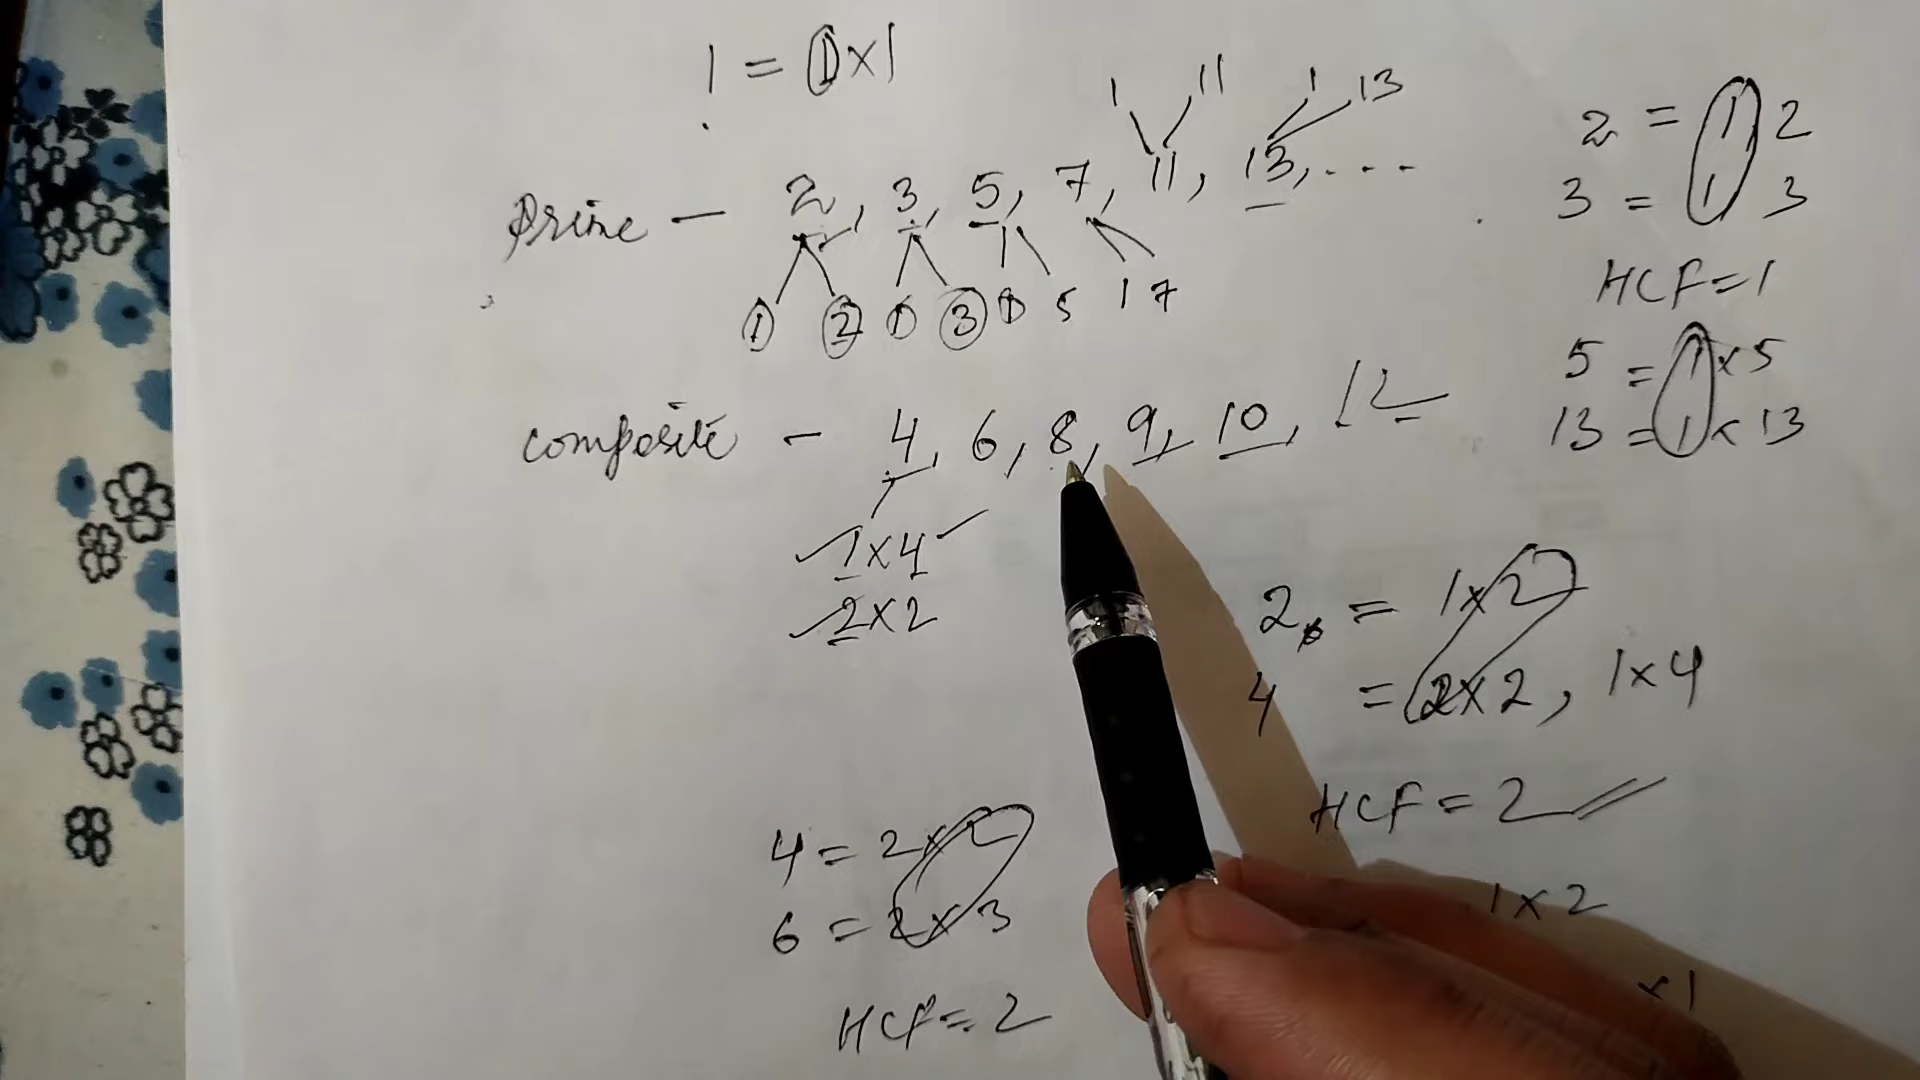 1 = 1×1
1 11 1 13
Prime — 2, 3, 5, 7, 11, 13, . . . .
1 2 1 3 1 5 1 7
composite — 4, 6, 8, 9, 10, 12
1×4
2×2
4 = 2×2
6 = 2×3
HCF = 2
2 = 1 2
3 = 1 3
HCF = 1
5 = 1×5
13 = 1×13
2 = 1×2
4 = 2×2, 1×4
HCF = 2
1×2
×1